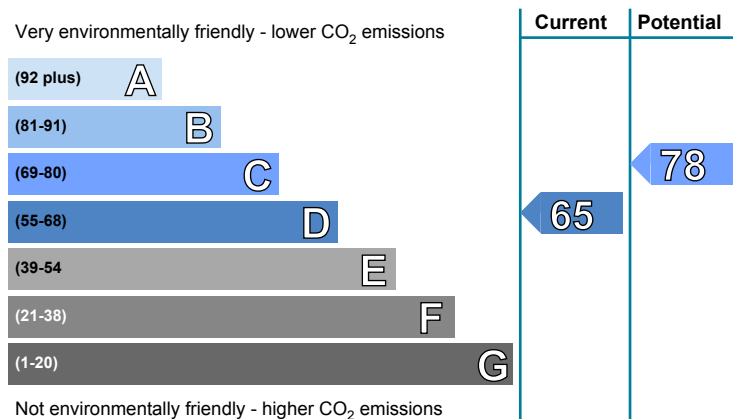 Current Potential
Very environmentally friendly - lower CO₂ emissions
(92 plus) A
(81-91) B
(69-80) C
78
(55-68) D
65
(39-54 E
(21-38) F
(1-20) G
Not environmentally friendly - higher CO₂ emissions